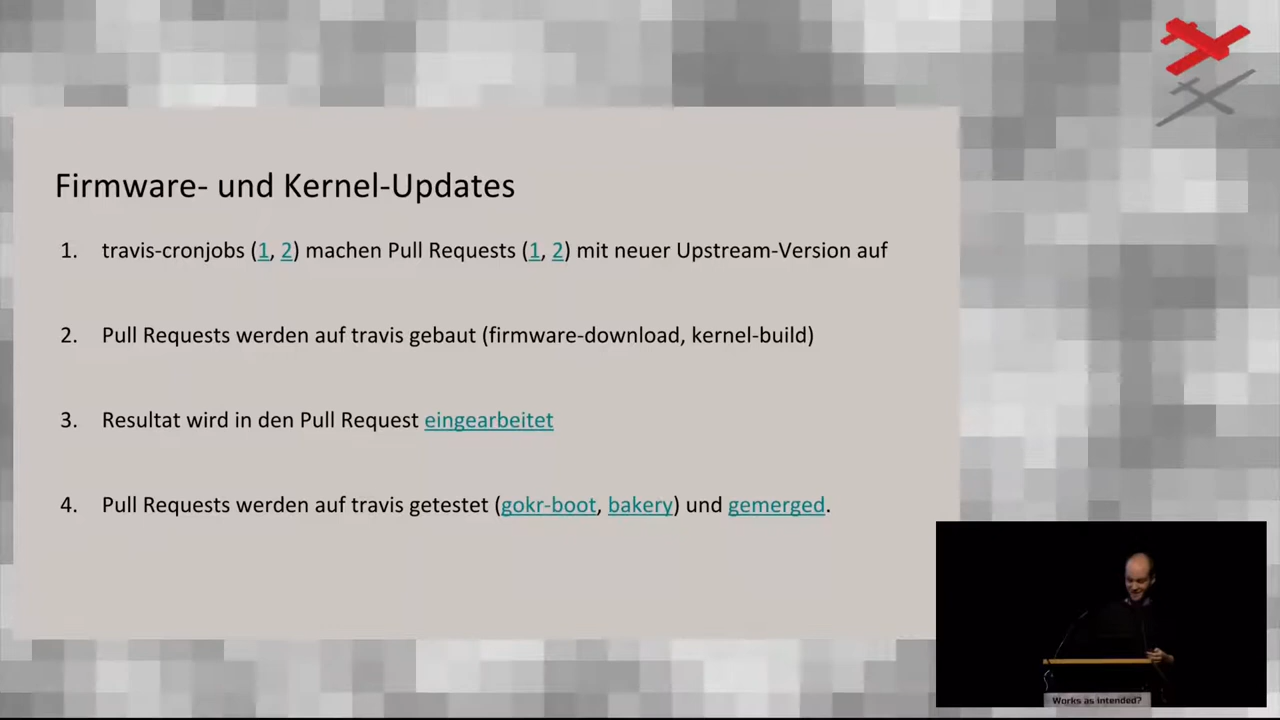 Firmware- und Kernel-Updates
1. travis-cronjobs (1, 2) machen Pull Requests (1, 2) mit neuer Upstream-Version auf
2. Pull Requests werden auf travis gebaut (firmware-download, kernel-build)
3. Resultat wird in den Pull Request eingearbeitet
4. Pull Requests werden auf travis getestet (gokr-boot, bakery) und gemerged.
Works as intended?